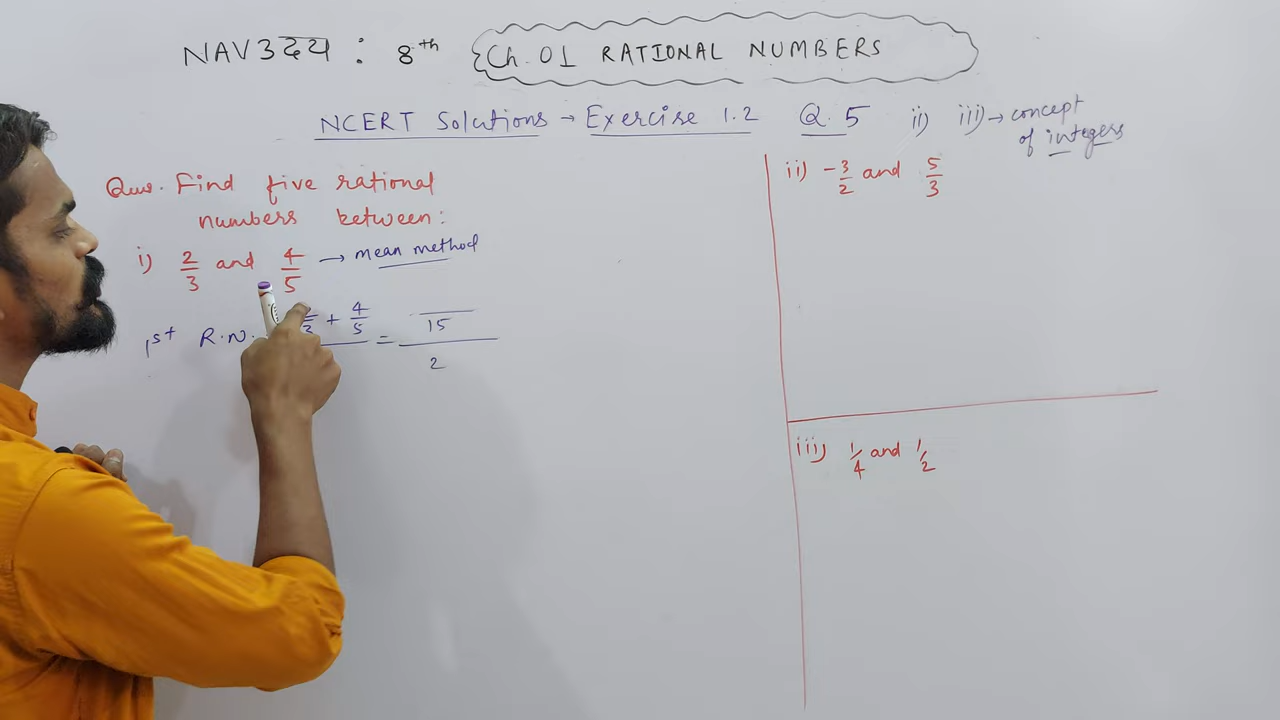 NAV3૨૨૧ : 8th Ch. 01 RATIONAL NUMBERS
NCERT Solutions → Exercise 1.2 Q. 5 ii) iii) → concept
of integers
Ques. Find five rational
numbers between:
i) 2/3 and 4/5 → mean method
1st R.N. + 4/5 = 15
2
ii) -3/2 and 5/3
iii) 1/4 and 1/2